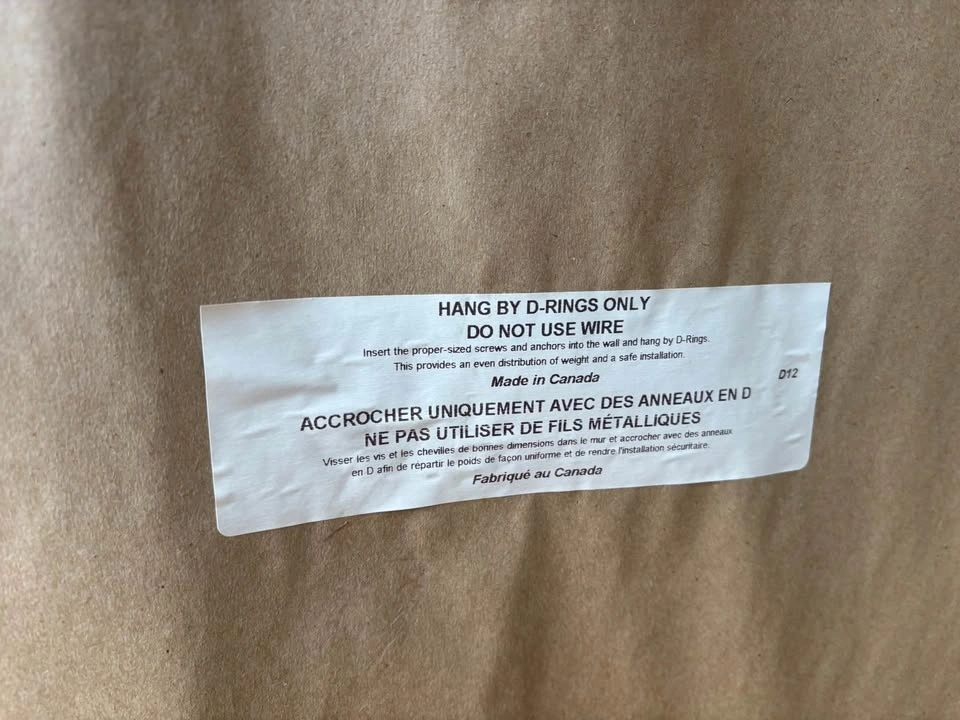 HANG BY D-RINGS ONLY
DO NOT USE WIRE
Insert the proper-sized screws and anchors into the wall and hang by D-Rings.
This provides an even distribution of weight and a safe installation.
Made in Canada
D12
ACCROCHER UNIQUEMENT AVEC DES ANNEAUX EN D
NE PAS UTILISER DE FILS MÉTALLIQUES
Visser les vis et les chevilles de bonnes dimensions dans le mur et accrocher avec des anneaux
en D afin de répartir le poids de façon uniforme et de rendre l'installation sécuritaire.
Fabriqué au Canada